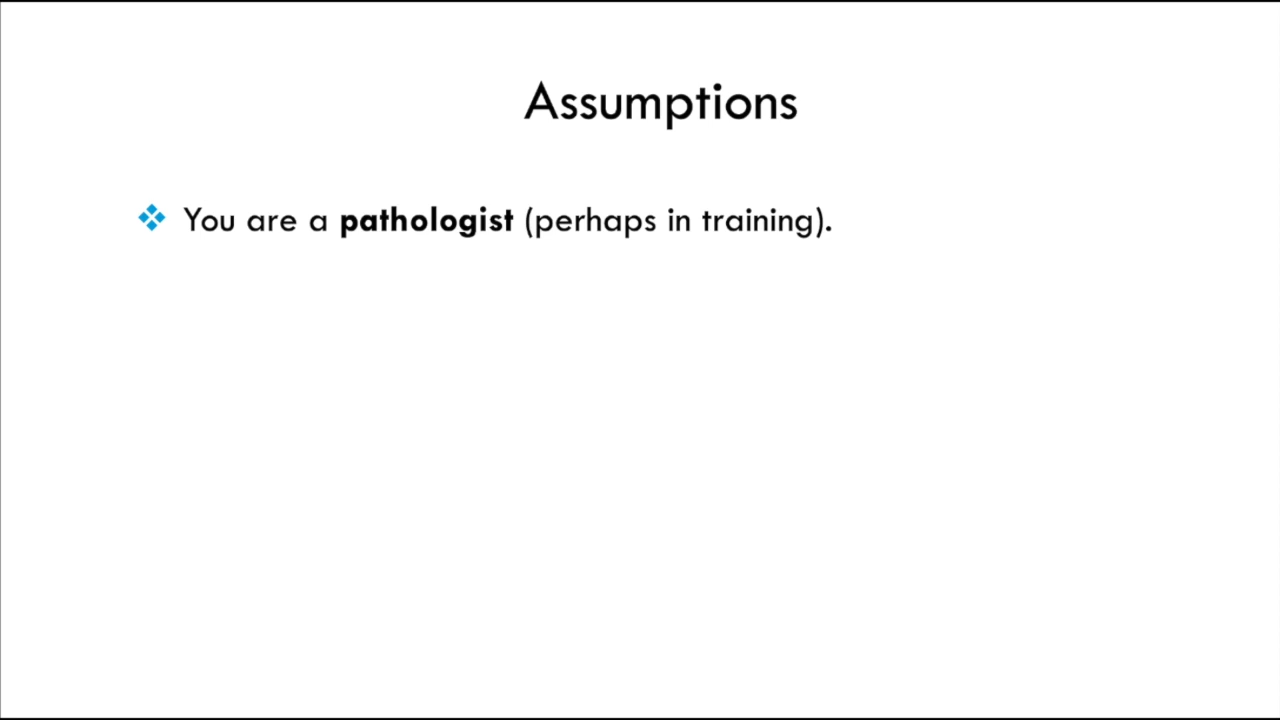 Assumptions
❖ You are a pathologist (perhaps in training).